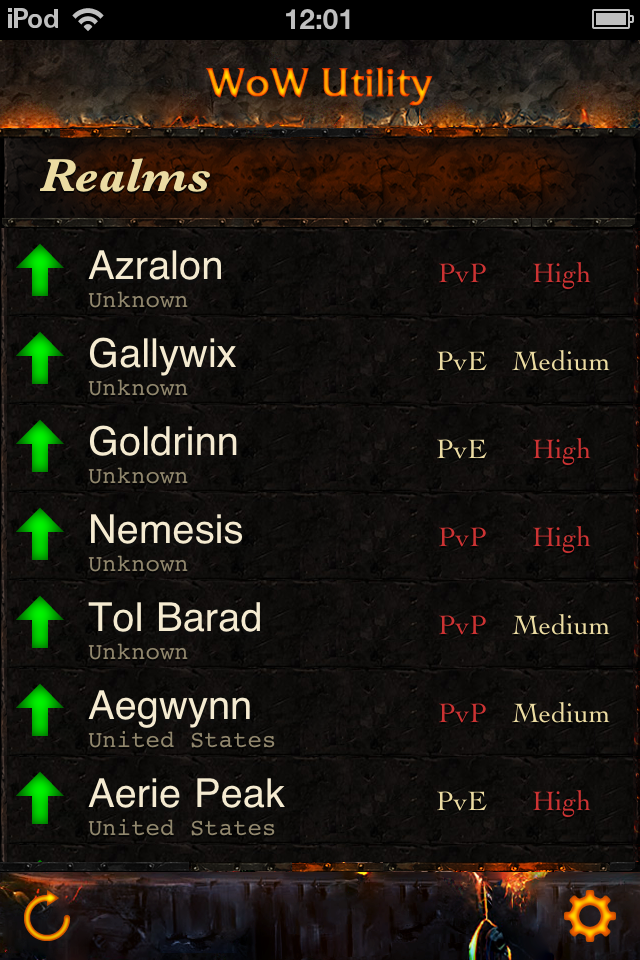 iPod 12:01
WoW Utility
Realms
Azralon PvP High
Unknown
Gallywix PvE Medium
Unknown
Goldrinn PvE High
Unknown
Nemesis PvP High
Unknown
Tol Barad PvP Medium
Unknown
Aegwynn PvP Medium
United States
Aerie Peak PvE High
United States